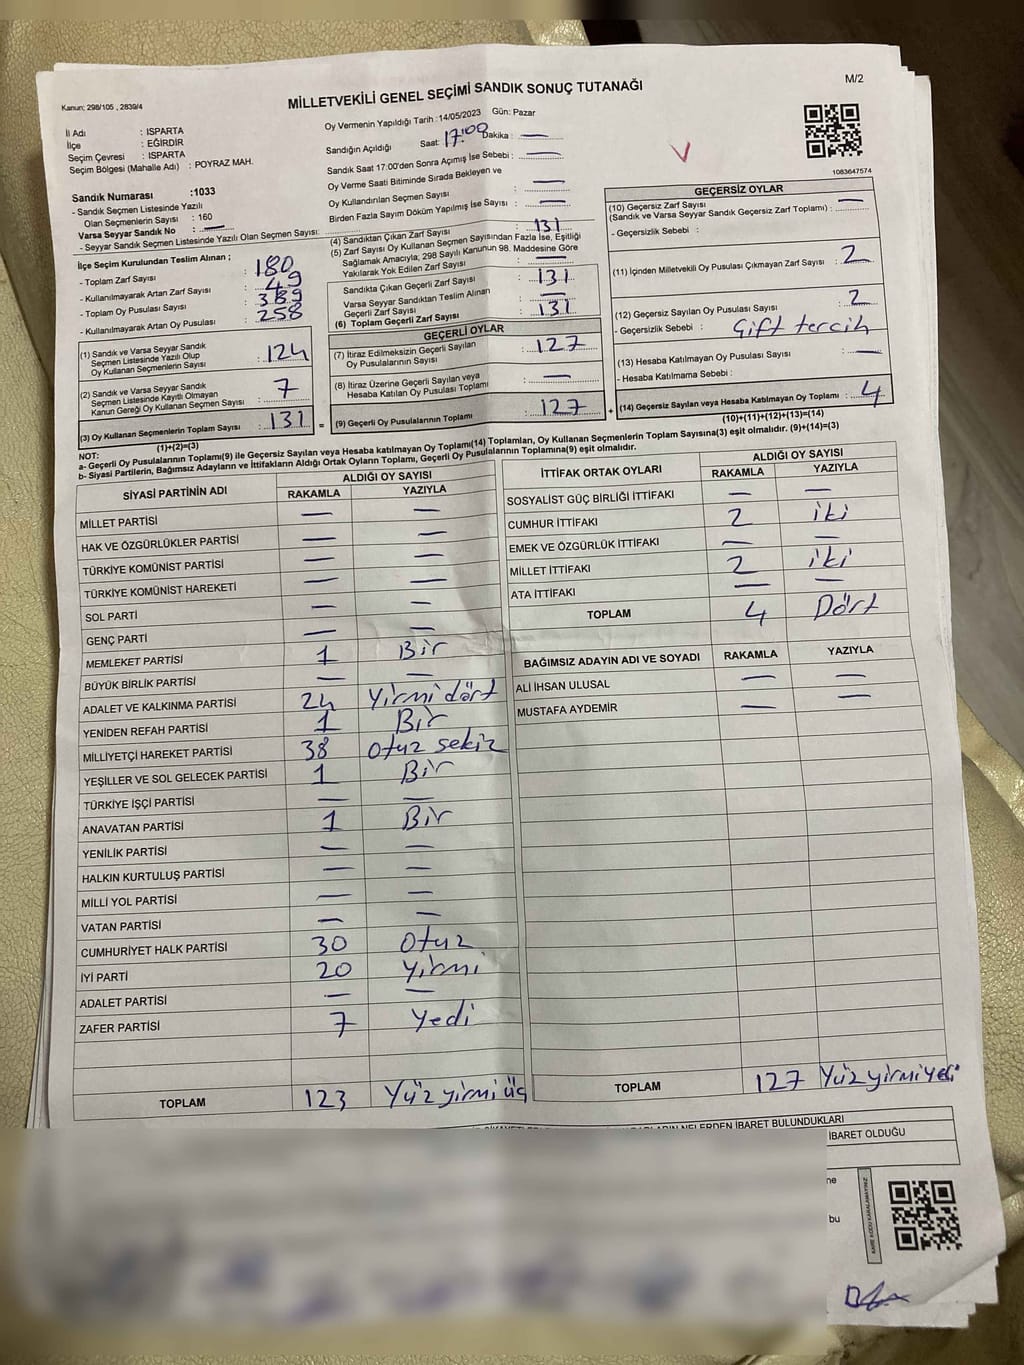 Kanun; 298/105 , 2839/4
MİLLETVEKİLİ GENEL SEÇİMİ SANDIK SONUÇ TUTANAĞI
M/2
İl Adı : ISPARTA
İlçe : EĞİRDİR
Seçim Çevresi : ISPARTA
Seçim Bölgesi (Mahalle Adı) : POYRAZ MAH.
Sandık Numarası :1033
- Sandık Seçmen Listesinde Yazılı
Olan Seçmenlerin Sayısı : 160
Varsa Seyyar Sandık No : —
- Seyyar Sandık Seçmen Listesinde Yazılı Olan Seçmen Sayısı:
Oy Vermenin Yapıldığı Tarih :14/05/2023 Gün: Pazar
Sandığın Açıldığı Saat: 17:00 Dakika : —
Sandık Saat 17:00'den Sonra Açımış İse Sebebi : —
Oy Verme Saati Bitiminde Sırada Bekleyen ve
Oy Kullandırılan Seçmen Sayısı : —
Birden Fazla Sayım Döküm Yapılmış İse Sayısı : —
1083647574
İlçe Seçim Kurulundan Teslim Alınan ;
- Toplam Zarf Sayısı : 180
- Kullanılmayarak Artan Zarf Sayısı : 49
- Toplam Oy Pusulası Sayısı : 389
- Kullanılmayarak Artan Oy Pusulası : 258
(1) Sandık ve Varsa Seyyar Sandık
Seçmen Listesinde Yazılı Olup
Oy Kullanan Seçmenlerin Sayısı : 124
(2) Sandık ve Varsa Seyyar Sandık
Seçmen Listesinde Kayıtlı Olmayan
Kanun Gereği Oy Kullanan Seçmen Sayısı : 7
(3) Oy Kullanan Seçmenlerin Toplam Sayısı : 131
(1)+(2)=(3)
(4) Sandıktan Çıkan Zarf Sayısı : 131
(5) Zarf Sayısı Oy Kullanan Seçmen Sayısından Fazla İse, Eşitliği
Sağlamak Amacıyla; 298 Sayılı Kanunun 98. Maddesine Göre
Yakılarak Yok Edilen Zarf Sayısı : —
Sandıkta Çıkan Geçerli Zarf Sayısı : 131
Varsa Seyyar Sandıktan Teslim Alınan
Geçerli Zarf Sayısı : —
(6) Toplam Geçerli Zarf Sayısı : 131
GEÇERLİ OYLAR
(7) İtiraz Edilmeksizin Geçerli Sayılan
Oy Pusulalarının Sayısı : 127
(8) İtiraz Üzerine Geçerli Sayılan veya
Hesaba Katılan Oy Pusulası Toplamı : —
= (9) Geçerli Oy Pusulalarının Toplamı : 127
GEÇERSİZ OYLAR
(10) Geçersiz Zarf Sayısı
(Sandık ve Varsa Seyyar Sandık Geçersiz Zarf Toplamı) : —
- Geçersizlik Sebebi :
(11) İçinden Milletvekili Oy Pusulası Çıkmayan Zarf Sayısı : 2
(12) Geçersiz Sayılan Oy Pusulası Sayısı : 2
- Geçersizlik Sebebi : Çift tercih
(13) Hesaba Katılmayan Oy Pusulası Sayısı : —
- Hesaba Katılmama Sebebi :
+ (14) Geçersiz Sayılan veya Hesaba Katılmayan Oy Toplamı : 4
(10)+(11)+(12)+(13)=(14)
NOT:
a- Geçerli Oy Pusulalarının Toplamı(9) ile Geçersiz Sayılan veya Hesaba katılmayan Oy Toplamı(14) Toplamları, Oy Kullanan Seçmenlerin Toplam Sayısına(3) eşit olmalıdır. (9)+(14)=(3)
b- Siyasi Partilerin, Bağımsız Adayların ve İttifakların Aldığı Ortak Oyların Toplamı, Geçerli Oy Pusulalarının Toplamına(9) eşit olmalıdır.
SİYASİ PARTİNİN ADI ALDIĞI OY SAYISI
RAKAMLA YAZIYLA
MİLLET PARTİSİ — —
HAK VE ÖZGÜRLÜKLER PARTİSİ — —
TÜRKİYE KOMÜNİST PARTİSİ — —
TÜRKİYE KOMÜNİST HAREKETİ — —
SOL PARTİ — —
GENÇ PARTİ — —
MEMLEKET PARTİSİ 1 Bir
BÜYÜK BİRLİK PARTİSİ — —
ADALET VE KALKINMA PARTİSİ 24 Yirmi dört
YENİDEN REFAH PARTİSİ 1 Bir
MİLLİYETÇİ HAREKET PARTİSİ 38 Otuz sekiz
YEŞİLLER VE SOL GELECEK PARTİSİ 1 Bir
TÜRKİYE İŞÇİ PARTİSİ — —
ANAVATAN PARTİSİ 1 Bir
YENİLİK PARTİSİ — —
HALKIN KURTULUŞ PARTİSİ — —
MİLLİ YOL PARTİSİ — —
VATAN PARTİSİ — —
CUMHURİYET HALK PARTİSİ 30 Otuz
İYİ PARTİ 20 Yirmi
ADALET PARTİSİ — —
ZAFER PARTİSİ 7 Yedi
TOPLAM 123 Yüz yirmi üç
İTTİFAK ORTAK OYLARI ALDIĞI OY SAYISI
RAKAMLA YAZIYLA
SOSYALİST GÜÇ BİRLİĞİ İTTİFAKI — —
CUMHUR İTTİFAKI 2 iki
EMEK VE ÖZGÜRLÜK İTTİFAKI — —
MİLLET İTTİFAKI 2 iki
ATA İTTİFAKI — —
TOPLAM 4 Dört
BAĞIMSIZ ADAYIN ADI VE SOYADI RAKAMLA YAZIYLA
ALİ İHSAN ULUSAL — —
MUSTAFA AYDEMİR — —
TOPLAM 127 Yüz yirmi yedi
NELERDEN İBARET BULUNDUKLARI
İBARET OLDUĞU
ne
bu